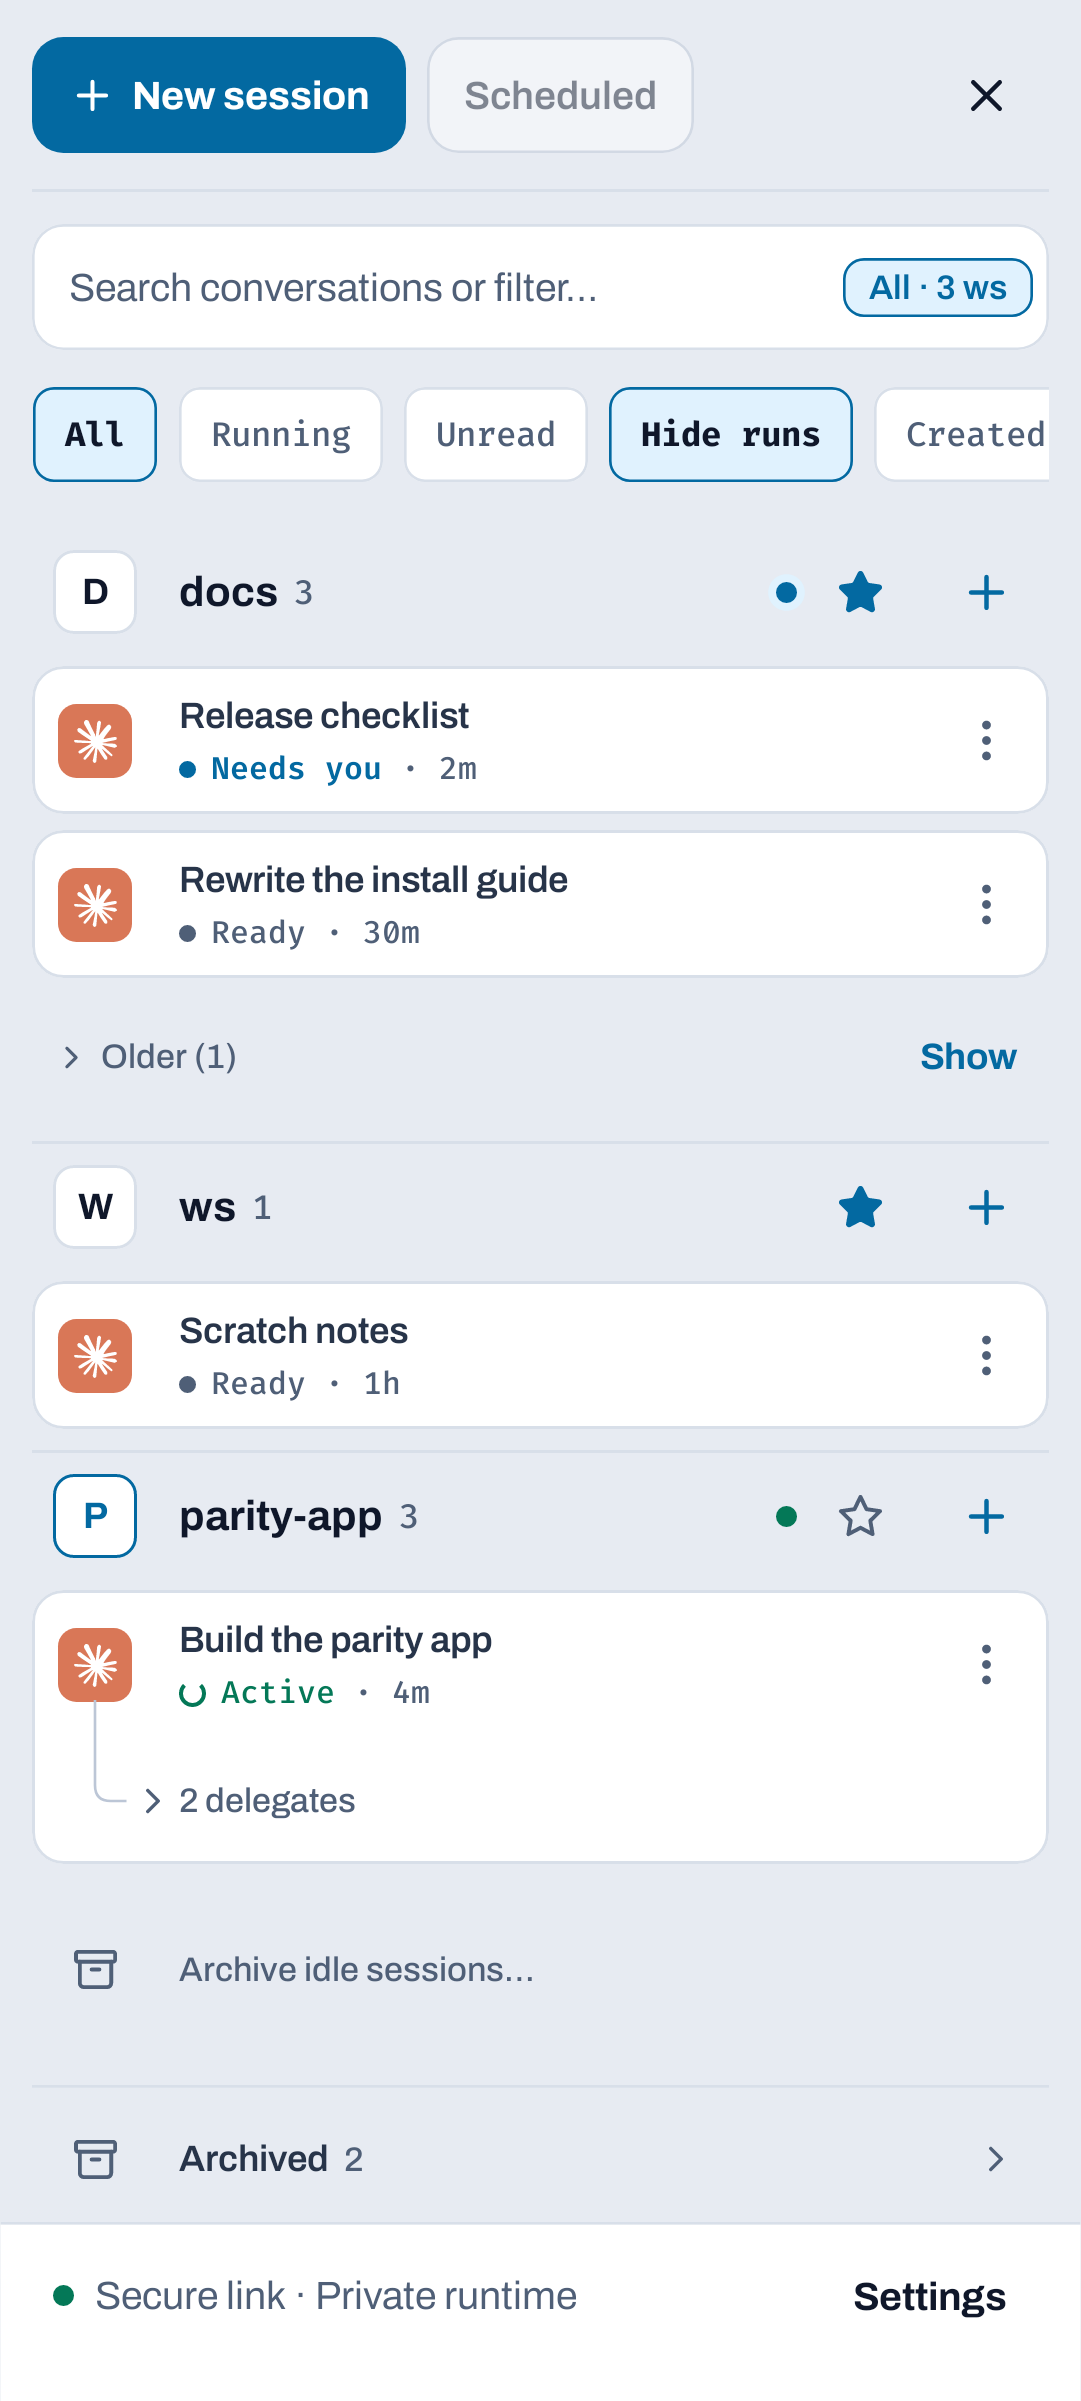 New session
Scheduled
Search conversations or filter...
All · 3 ws
All
Running
Unread
Hide runs
Created
D
docs 3
Release checklist
Needs you · 2m
Rewrite the install guide
Ready · 30m
Older (1)
Show
W
ws 1
Scratch notes
Ready · 1h
P
parity-app 3
Build the parity app
Active · 4m
2 delegates
Archive idle sessions...
Archived 2
Secure link · Private runtime
Settings